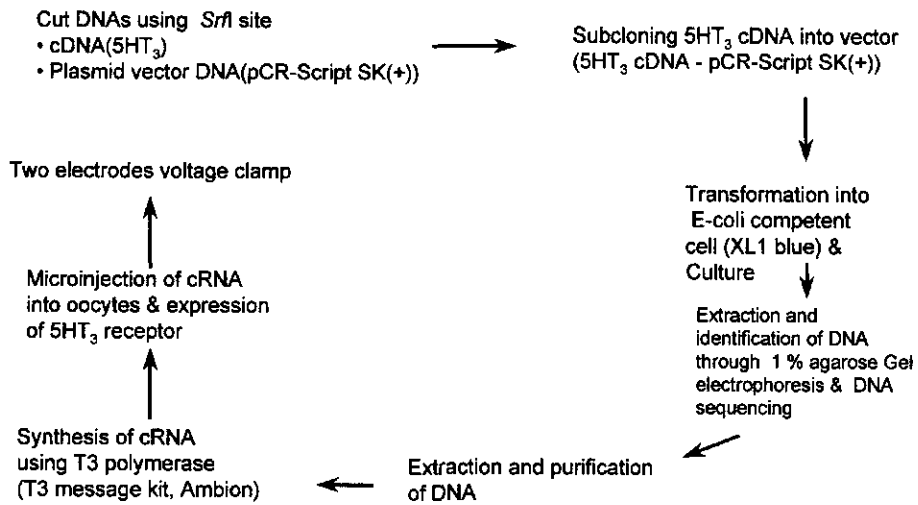 Cut DNAs using SrfI site
• cDNA(5HT₃)
• Plasmid vector DNA(pCR-Script SK(+))
Subcloning 5HT₃ cDNA into vector
(5HT₃ cDNA - pCR-Script SK(+))
Transformation into
E-coli competent
cell (XL1 blue) &
Culture
Extraction and
identification of DNA
through 1 % agarose Gel
electrophoresis & DNA
sequencing
Extraction and purification
of DNA
Synthesis of cRNA
using T3 polymerase
(T3 message kit, Ambion)
Microinjection of cRNA
into oocytes & expression
of 5HT₃ receptor
Two electrodes voltage clamp